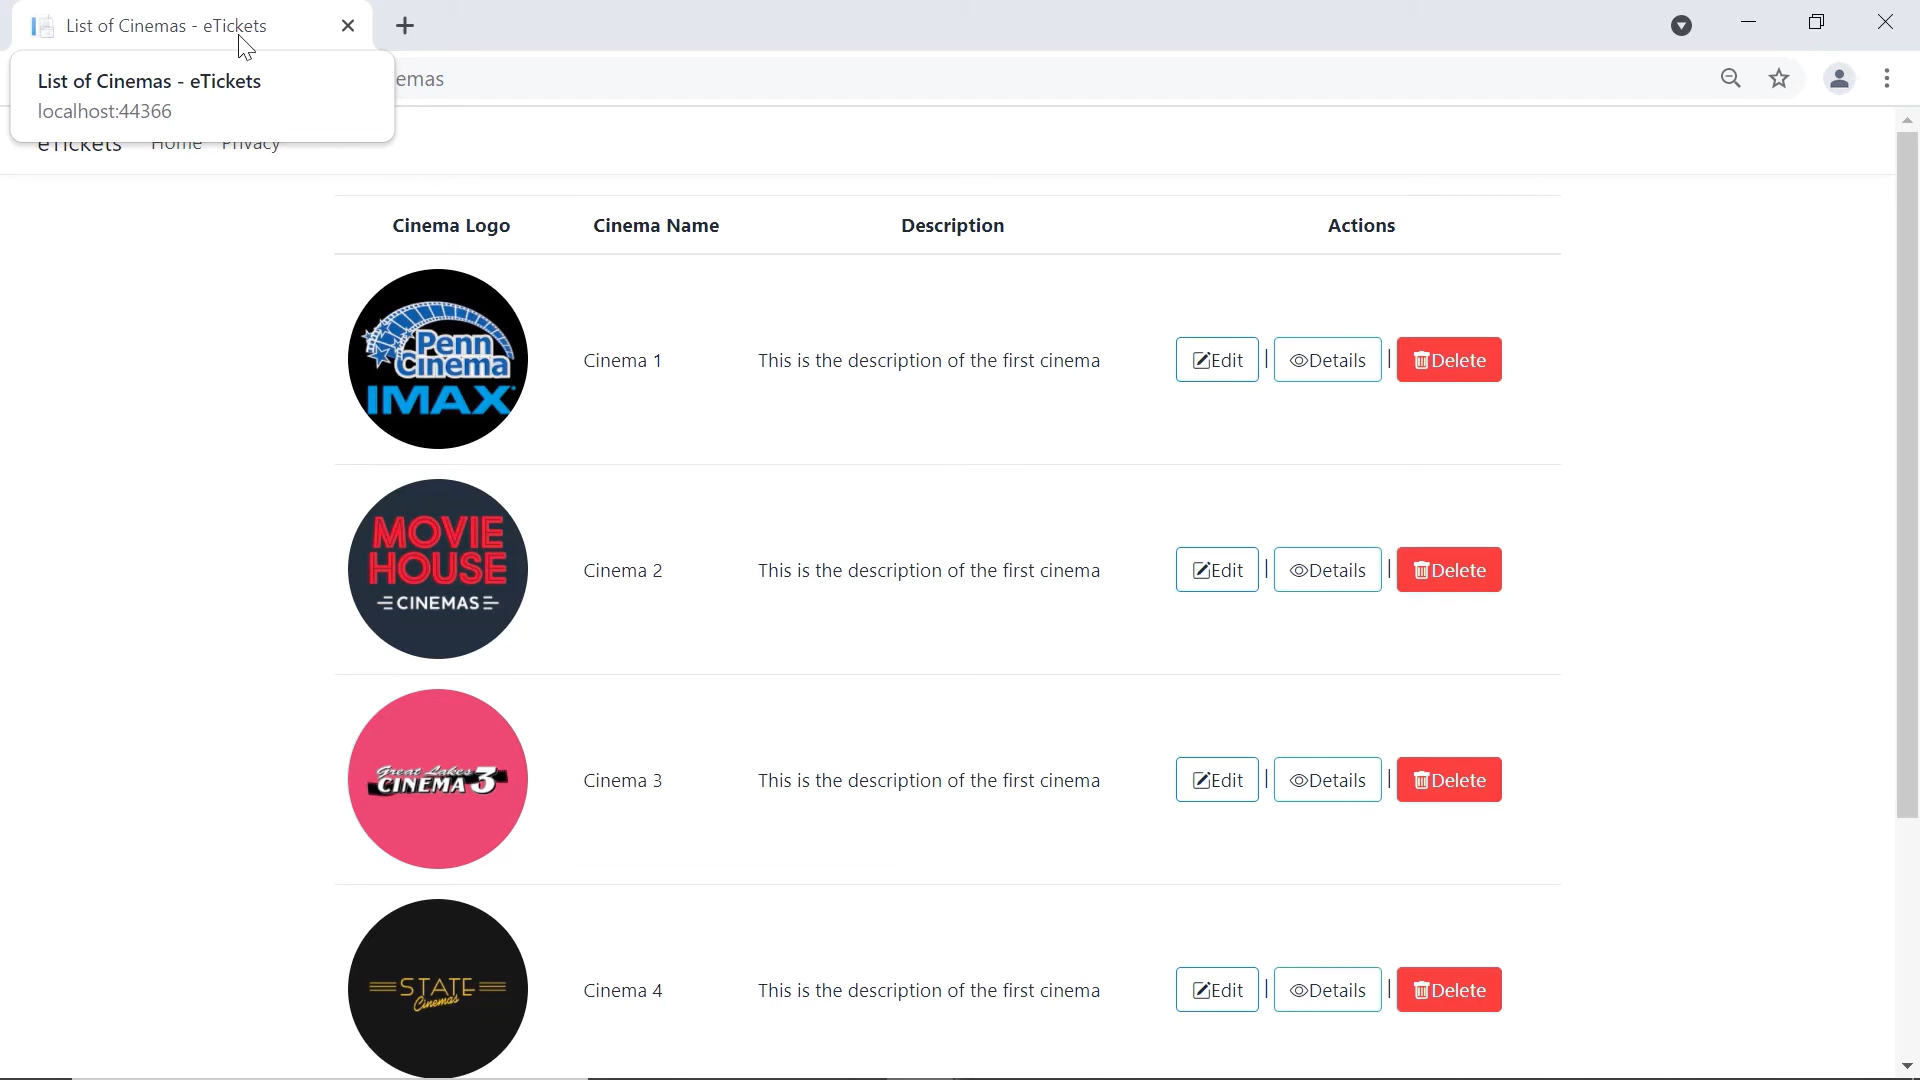 List of Cinemas - eTickets
List of Cinemas - eTickets
localhost:44366
emas
eTickets Home Privacy
Cinema Logo Cinema Name Description Actions
Penn
Cinema
IMAX
Cinema 1 This is the description of the first cinema Edit | Details | Delete
MOVIE
HOUSE
CINEMAS
Cinema 2 This is the description of the first cinema Edit | Details | Delete
Great Lakes
CINEMA 3
Cinema 3 This is the description of the first cinema Edit | Details | Delete
STATE
Cinemas
Cinema 4 This is the description of the first cinema Edit | Details | Delete